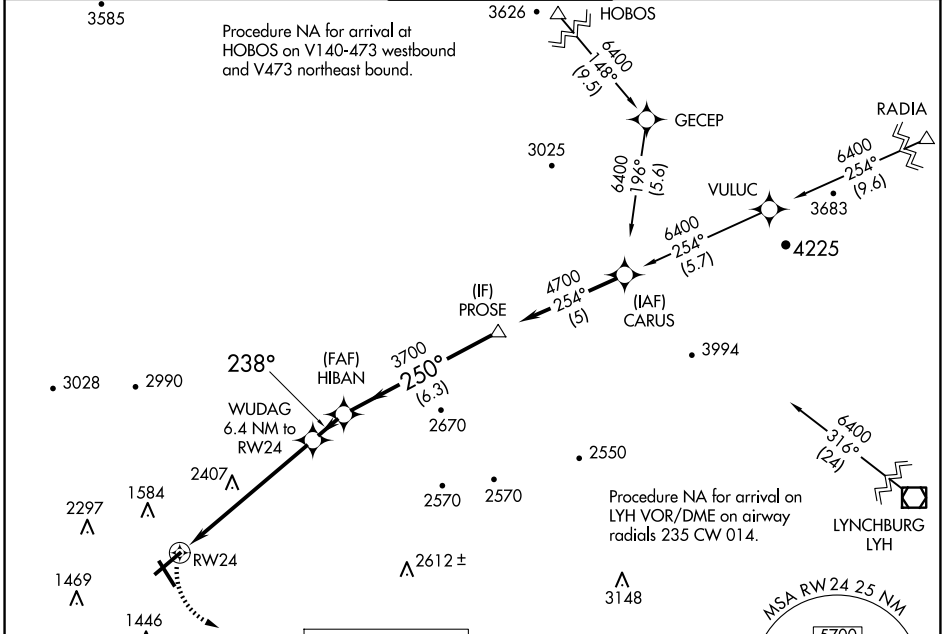 3585
Procedure NA for arrival at
HOBOS on V140-473 westbound
and V473 northeast bound.
3626
HOBOS
6400
148°
(9.5)
GECEP
RADIA
3025
6400
196°
(5.6)
6400
254°
(9.6)
VULUC
3683
6400
254°
(5.7)
4225
4700
254°
(5)
(IF)
PROSE
(IAF)
CARUS
3994
3700
250°
(6.3)
238°
(FAF)
HIBAN
3028
2990
WUDAG
6.4 NM to
RW24
2670
6400
316°
(24)
2407
2550
2297
1584
2570
2570
Procedure NA for arrival on
LYH VOR/DME on airway
radials 235 CW 014.
LYNCHBURG
LYH
RW24
2612 ±
1469
3148
1446
MSA RW24 25 NM
5700